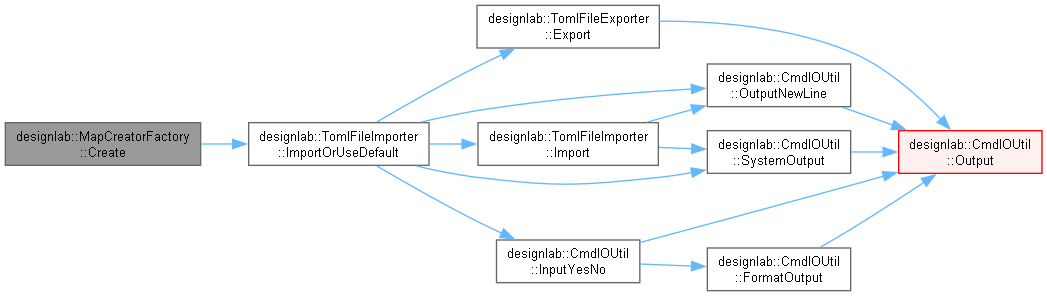 designlab::MapCreatorFactory
::Create
designlab::TomlFileImporter
::ImportOrUseDefault
designlab::TomlFileExporter
::Export
designlab::TomlFileImporter
::Import
designlab::CmdIOUtil
::InputYesNo
designlab::CmdIOUtil
::OutputNewLine
designlab::CmdIOUtil
::SystemOutput
designlab::CmdIOUtil
::FormatOutput
designlab::CmdIOUtil
::Output